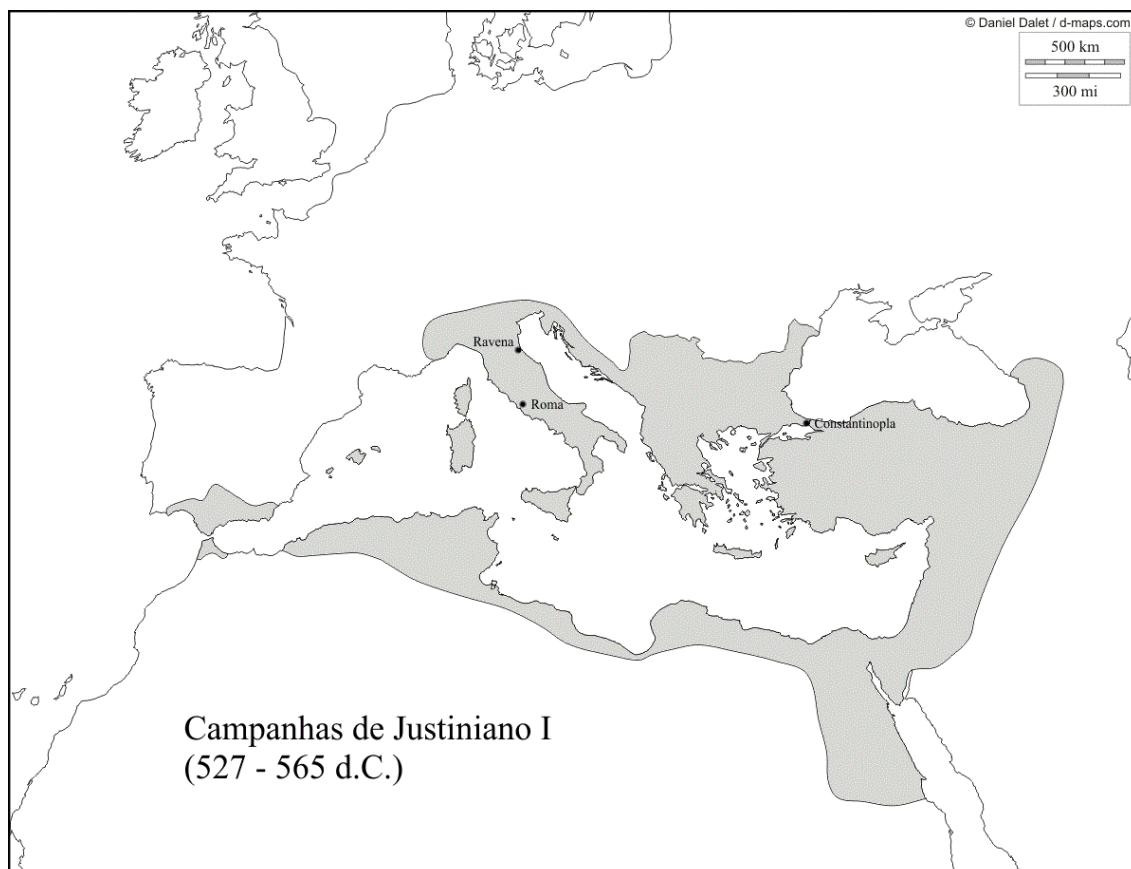 © Daniel Dalet / d-maps.com
500 km
300 mi
Ravena
Roma
Constantinopla
Campanhas de Justiniano I
(527 - 565 d.C.)